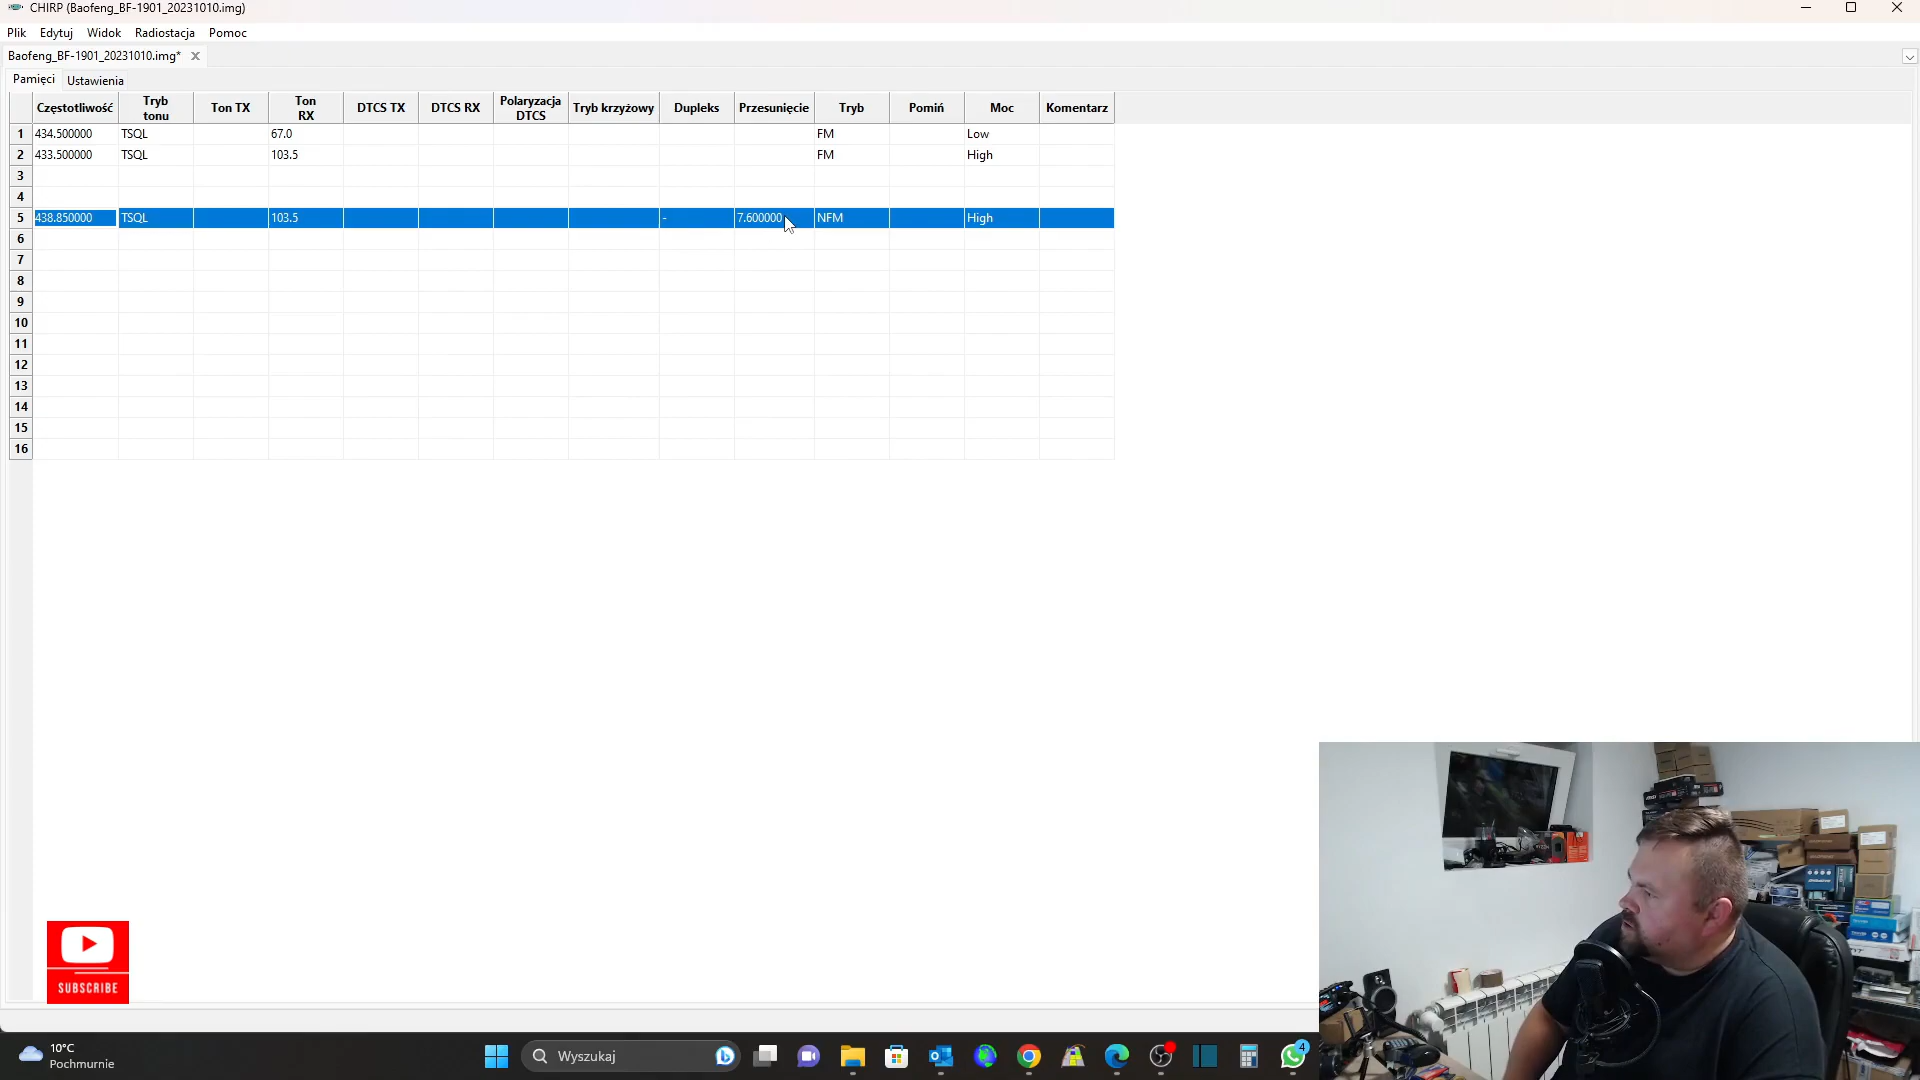 CHIRP (Baofeng_BF-1901_20231010.img)
Plik Edytuj Widok Radiostacja Pomoc
Baofeng_BF-1901_20231010.img*
Pamięci Ustawienia
Częstotliwość Tryb tonu Ton TX Ton RX DTCS TX DTCS RX Polaryzacja DTCS Tryb krzyżowy Dupleks Przesunięcie Tryb Pomiń Moc Komentarz
1 434.500000 TSQL 67.0 FM Low
2 433.500000 TSQL 103.5 FM High
3
4
5 438.850000 TSQL 103.5 - 7.600000 NFM High
6
7
8
9
10
11
12
13
14
15
16
SUBSCRIBE
10°C
Pochmurnie
Wyszukaj
4